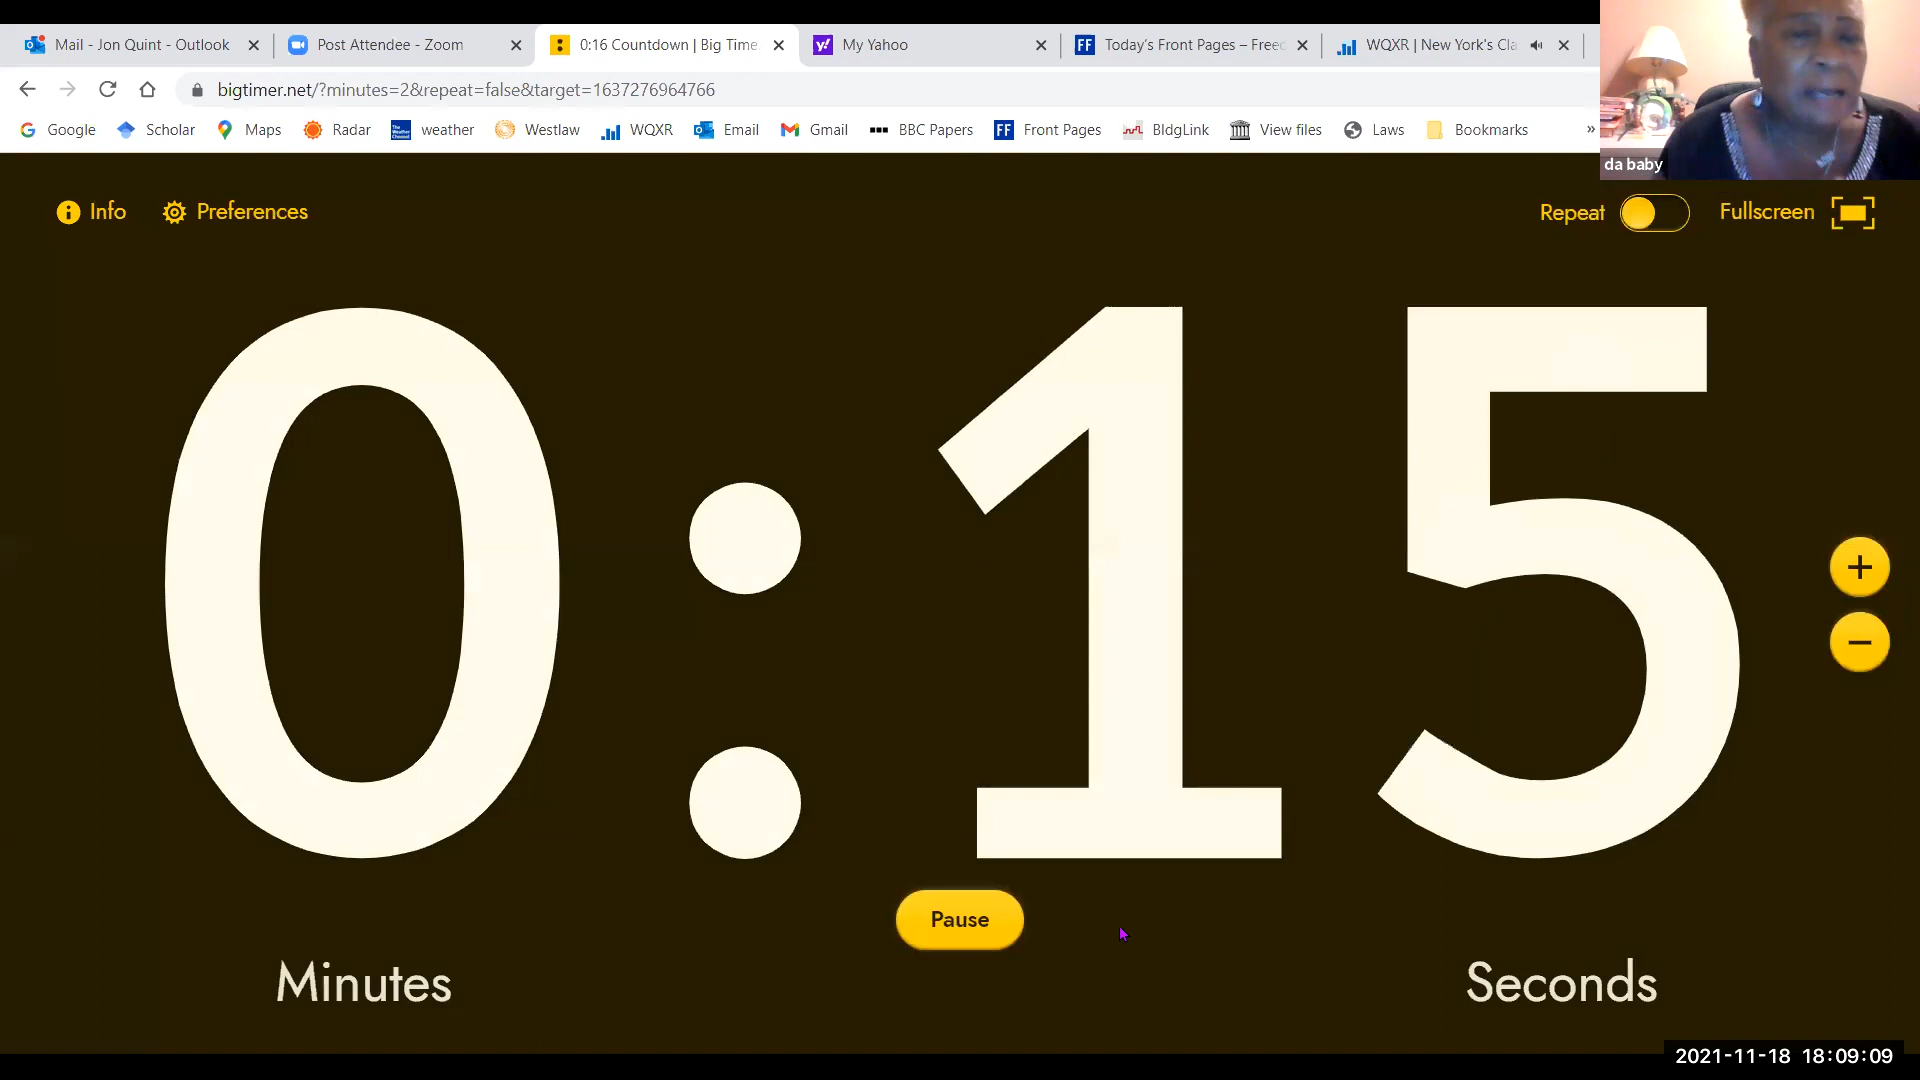 Mail - Jon Quint - Outlook
Post Attendee - Zoom
0:16 Countdown | Big Time
My Yahoo
Today's Front Pages – Freed
WQXR | New York's Cla
bigtimer.net/?minutes=2&repeat=false&target=1637276964766
Google Scholar Maps Radar weather Westlaw WQXR Email Gmail BBC Papers Front Pages BldgLink View files Laws Bookmarks »
da baby
Info Preferences Repeat Fullscreen
0:15
Pause
Minutes Seconds
2021-11-18 18:09:09